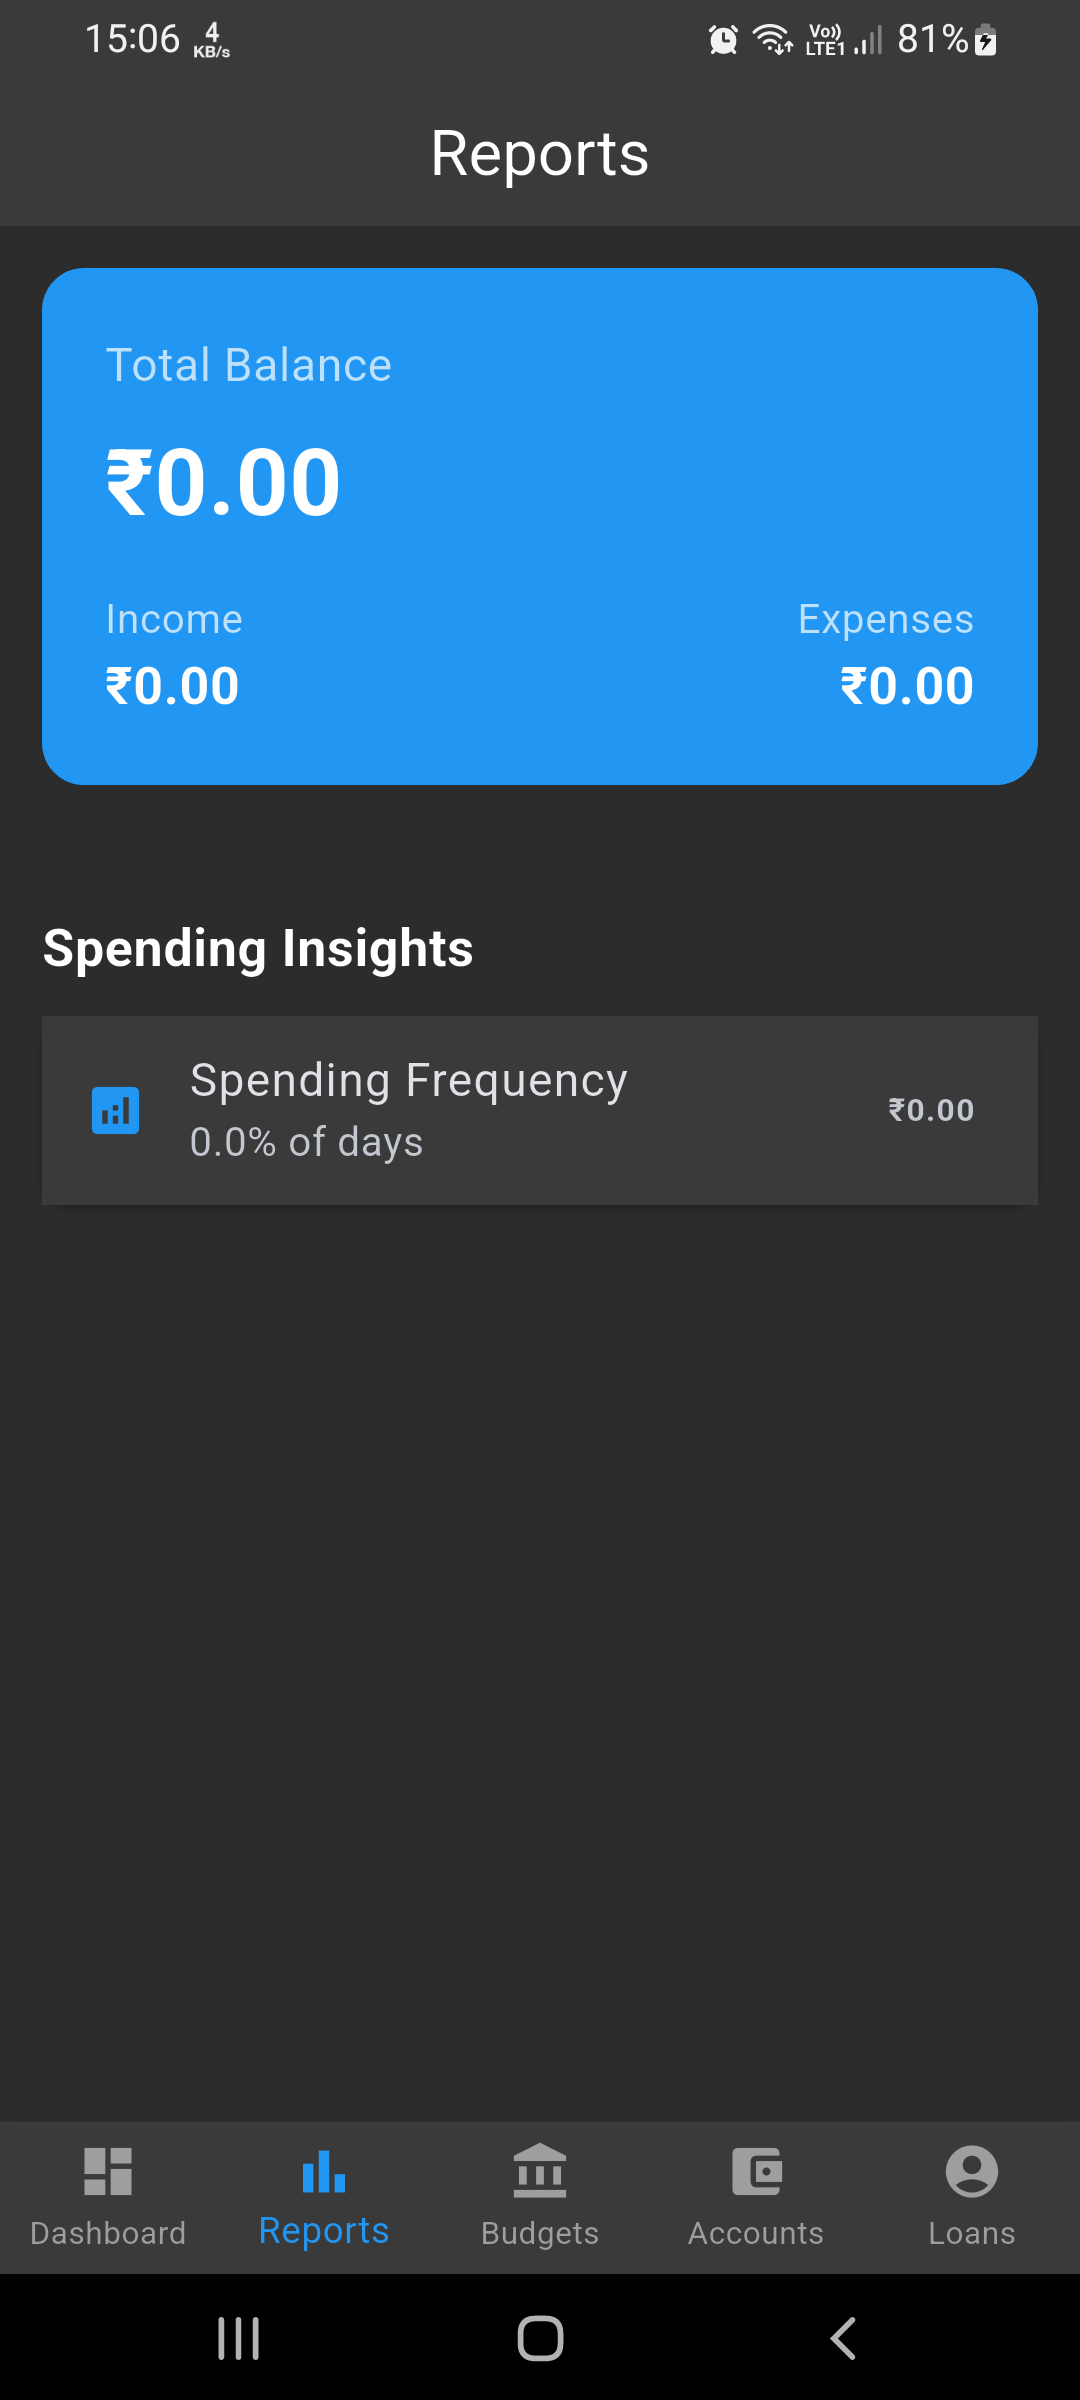 15:06 4 KB/s Vo)) LTE1 81%
Reports
Total Balance
₹0.00
Income Expenses
₹0.00 ₹0.00
Spending Insights
Spending Frequency
0.0% of days
₹0.00
Dashboard Reports Budgets Accounts Loans